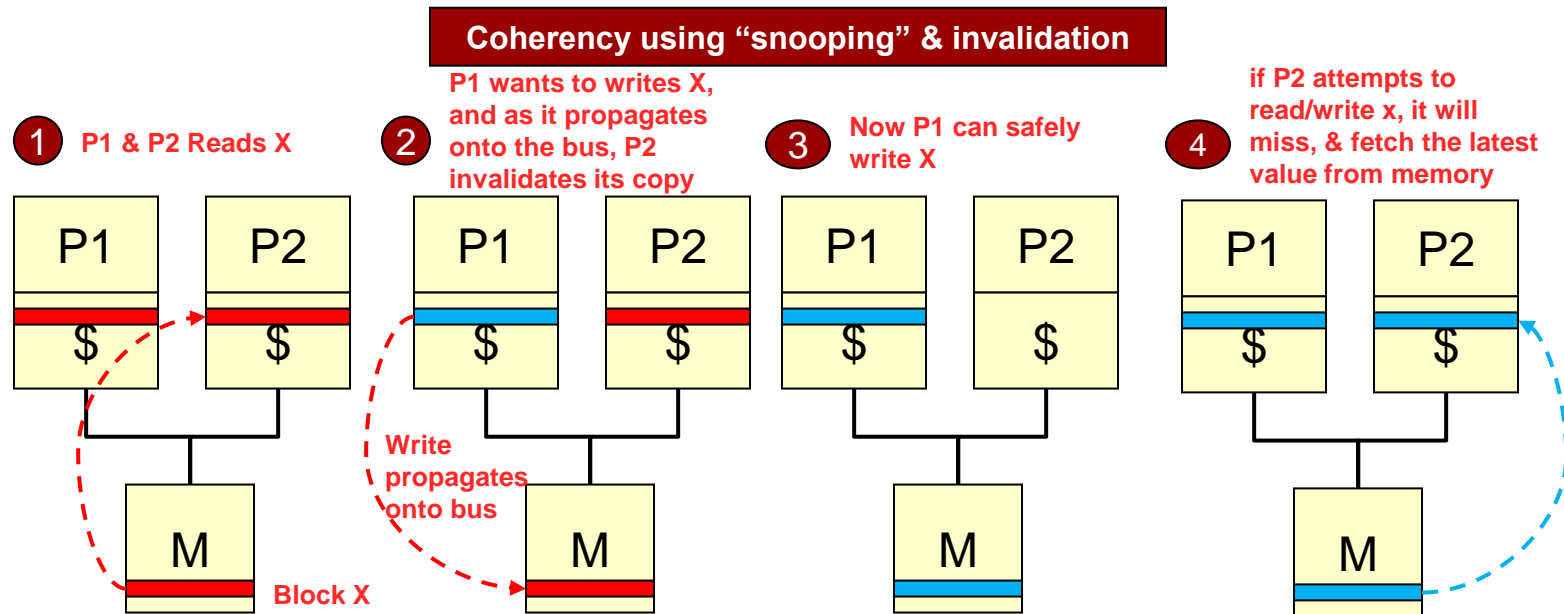 Coherency using “snooping” & invalidation
1
P1 & P2 Reads X
P1
P2
$
$
M
Block X
2
P1 wants to writes X,
and as it propagates
onto the bus, P2
invalidates its copy
P1
P2
$
$
Write
propagates
onto bus
M
3
Now P1 can safely
write X
P1
P2
$
$
M
4
if P2 attempts to
read/write x, it will
miss, & fetch the latest
value from memory
P1
P2
$
$
M